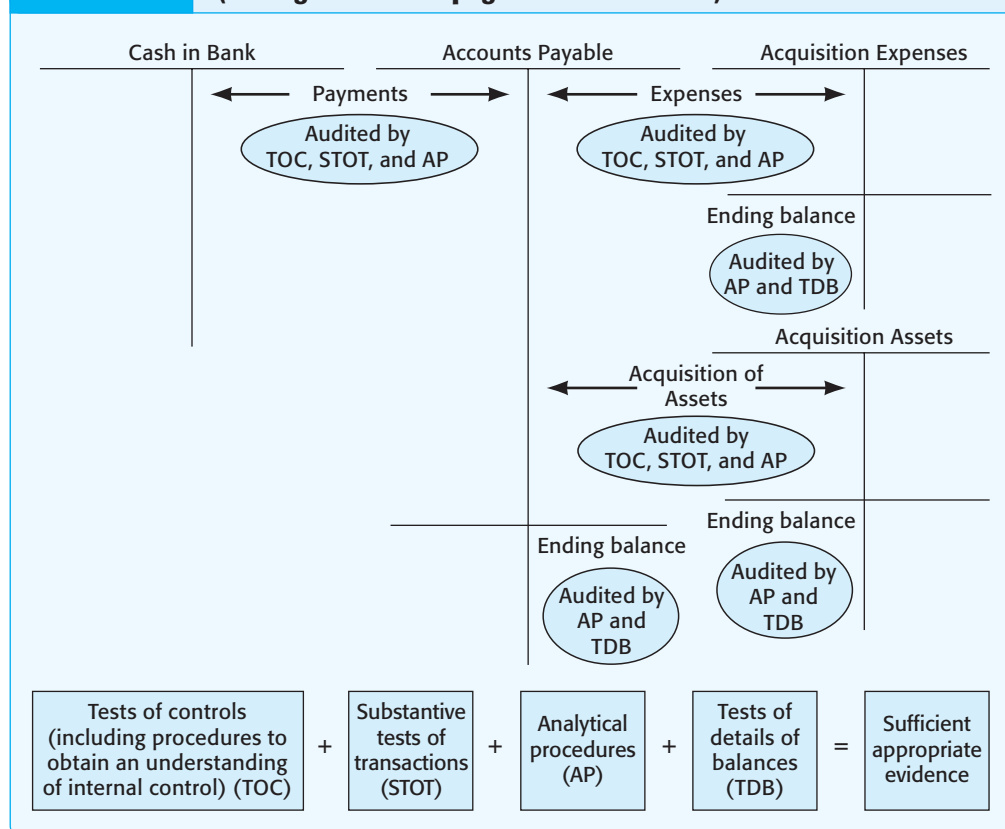 Cash in Bank
Accounts Payable
Acquisition Expenses
Payments
Audited by
TOC, STOT, and AP
Expenses
Audited by
TOC, STOT, and AP
Ending balance
Audited by
AP and TDB
Acquisition Assets
Acquisition of
Assets
Audited by
TOC, STOT, and AP
Ending balance
Audited by
AP and
TDB
Ending balance
Audited by
AP and
TDB
Tests of controls
(including procedures to
obtain an understanding
of internal control) (TOC)
+
Substantive
tests of
transactions
(STOT)
+
Analytical
procedures
(AP)
+
Tests of
details of
balances
(TDB)
=
Sufficient
appropriate
evidence